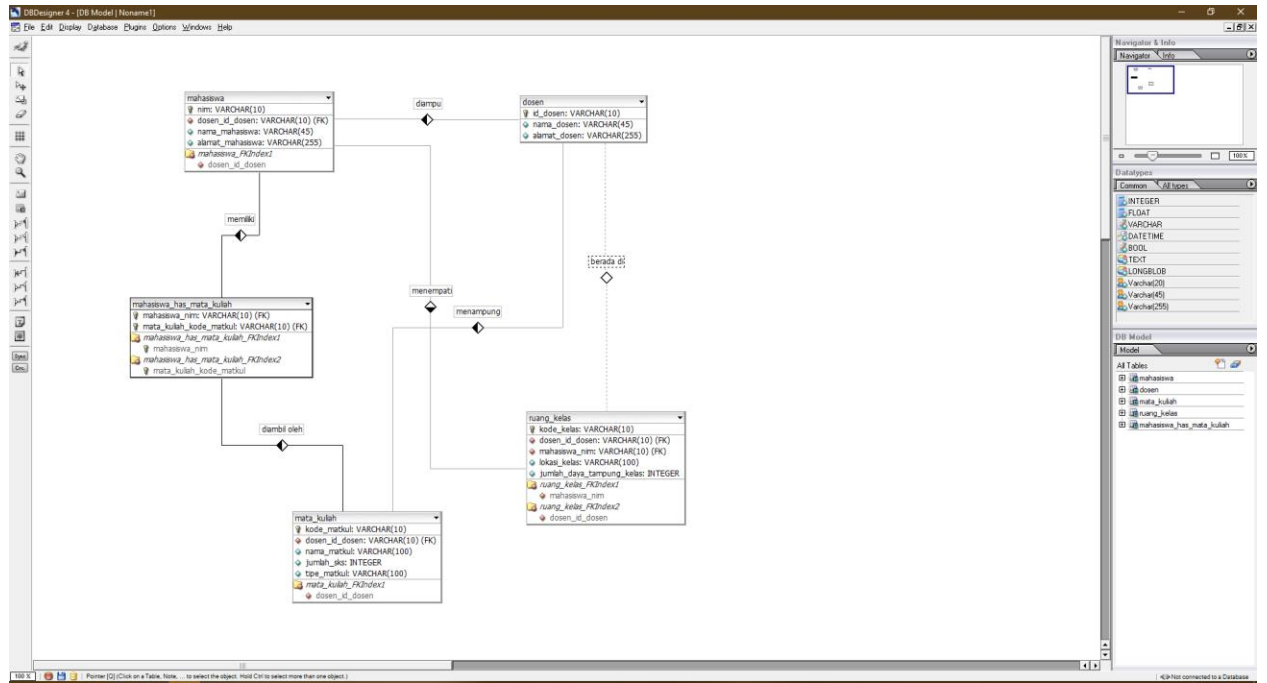 DBDesigner 4 - [DB Model | Noname1]
File Edit Display Database Plugins Options Windows Help
mahasiswa
nim: VARCHAR(10)
dosen_id_dosen: VARCHAR(10) (FK)
nama_mahasiswa: VARCHAR(45)
alamat_mahasiswa: VARCHAR(255)
mahasiswa_FKIndex1
dosen_id_dosen
diampu
dosen
id_dosen: VARCHAR(10)
nama_dosen: VARCHAR(45)
alamat_dosen: VARCHAR(255)
memiliki
berada di
menempati
menampung
mahasiswa_has_mata_kuliah
mahasiswa_nim: VARCHAR(10) (FK)
mata_kuliah_kode_matkul: VARCHAR(10) (FK)
mahasiswa_has_mata_kuliah_FKIndex1
mahasiswa_nim
mahasiswa_has_mata_kuliah_FKIndex2
mata_kuliah_kode_matkul
diambil oleh
ruang_kelas
kode_kelas: VARCHAR(10)
dosen_id_dosen: VARCHAR(10) (FK)
mahasiswa_nim: VARCHAR(10) (FK)
lokasi_kelas: VARCHAR(100)
jumlah_daya_tampung_kelas: INTEGER
ruang_kelas_FKIndex1
mahasiswa_nim
ruang_kelas_FKIndex2
dosen_id_dosen
mata_kuliah
kode_matkul: VARCHAR(10)
dosen_id_dosen: VARCHAR(10) (FK)
nama_matkul: VARCHAR(100)
jumlah_sks: INTEGER
tipe_matkul: VARCHAR(100)
mata_kuliah_FKIndex1
dosen_id_dosen
Navigator & Info
Navigator Info
100%
Datatypes
Common All types
INTEGER
FLOAT
VARCHAR
DATETIME
BOOL
TEXT
LONGBLOB
Varchar(20)
Varchar(45)
Varchar(255)
DB Model
Model
All Tables
mahasiswa
dosen
mata_kuliah
ruang_kelas
mahasiswa_has_mata_kuliah
100 % Pointer [Q] (Click on a Table, Note, ... to select the object. Hold Ctrl to select more than one object.)
Not connected to a Database